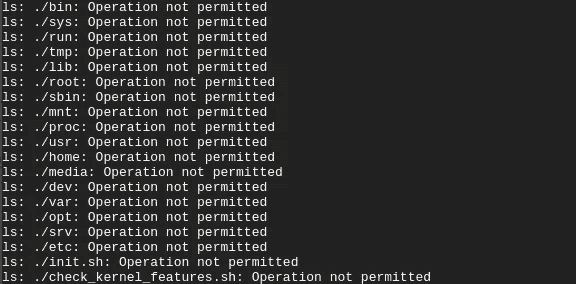 ls: ./bin: Operation not permitted
ls: ./sys: Operation not permitted
ls: ./run: Operation not permitted
ls: ./tmp: Operation not permitted
ls: ./lib: Operation not permitted
ls: ./root: Operation not permitted
ls: ./sbin: Operation not permitted
ls: ./mnt: Operation not permitted
ls: ./proc: Operation not permitted
ls: ./usr: Operation not permitted
ls: ./home: Operation not permitted
ls: ./media: Operation not permitted
ls: ./dev: Operation not permitted
ls: ./var: Operation not permitted
ls: ./opt: Operation not permitted
ls: ./srv: Operation not permitted
ls: ./etc: Operation not permitted
ls: ./init.sh: Operation not permitted
ls: ./check_kernel_features.sh: Operation not permitted